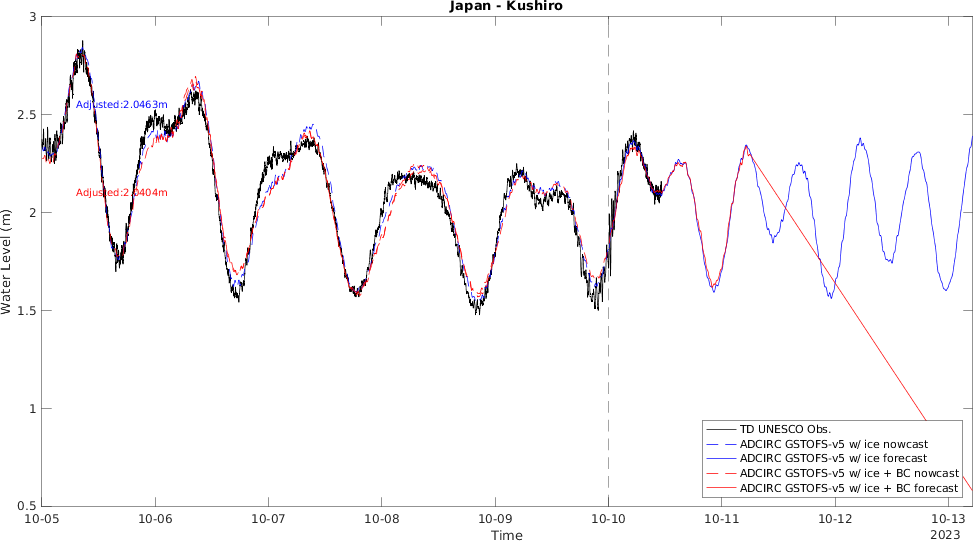 Japan - Kushiro
3
2.5
2
1.5
1
0.5
Water Level (m)
Adjusted:2.0463m
Adjusted:2.0404m
TD UNESCO Obs.
ADCIRC GSTOFS-v5 w/ ice nowcast
ADCIRC GSTOFS-v5 w/ ice forecast
ADCIRC GSTOFS-v5 w/ ice + BC nowcast
ADCIRC GSTOFS-v5 w/ ice + BC forecast
10-05 10-06 10-07 10-08 10-09 10-10 10-11 10-12 10-13
2023
Time